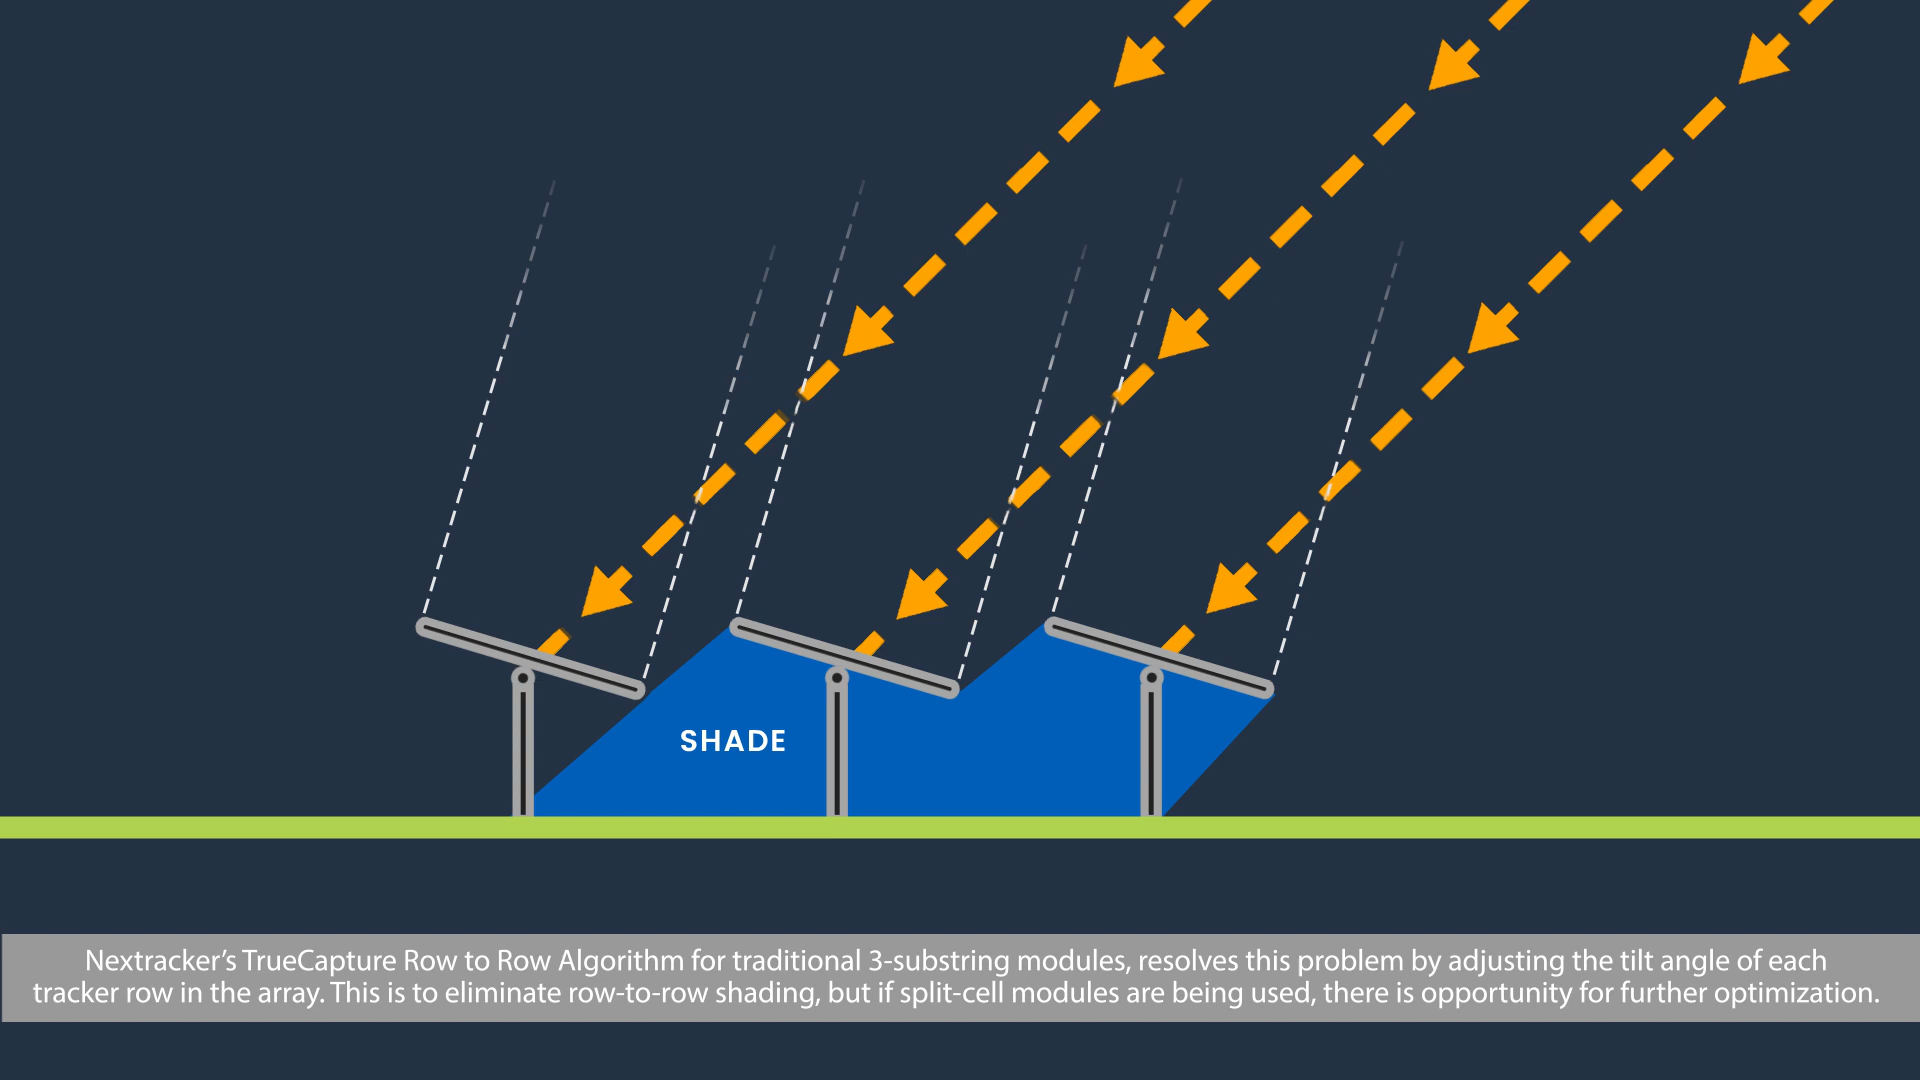 SHADE
Nextracker’s TrueCapture Row to Row Algorithm for traditional 3-substring modules, resolves this problem by adjusting the tilt angle of each
tracker row in the array. This is to eliminate row-to-row shading, but if split-cell modules are being used, there is opportunity for further optimization.